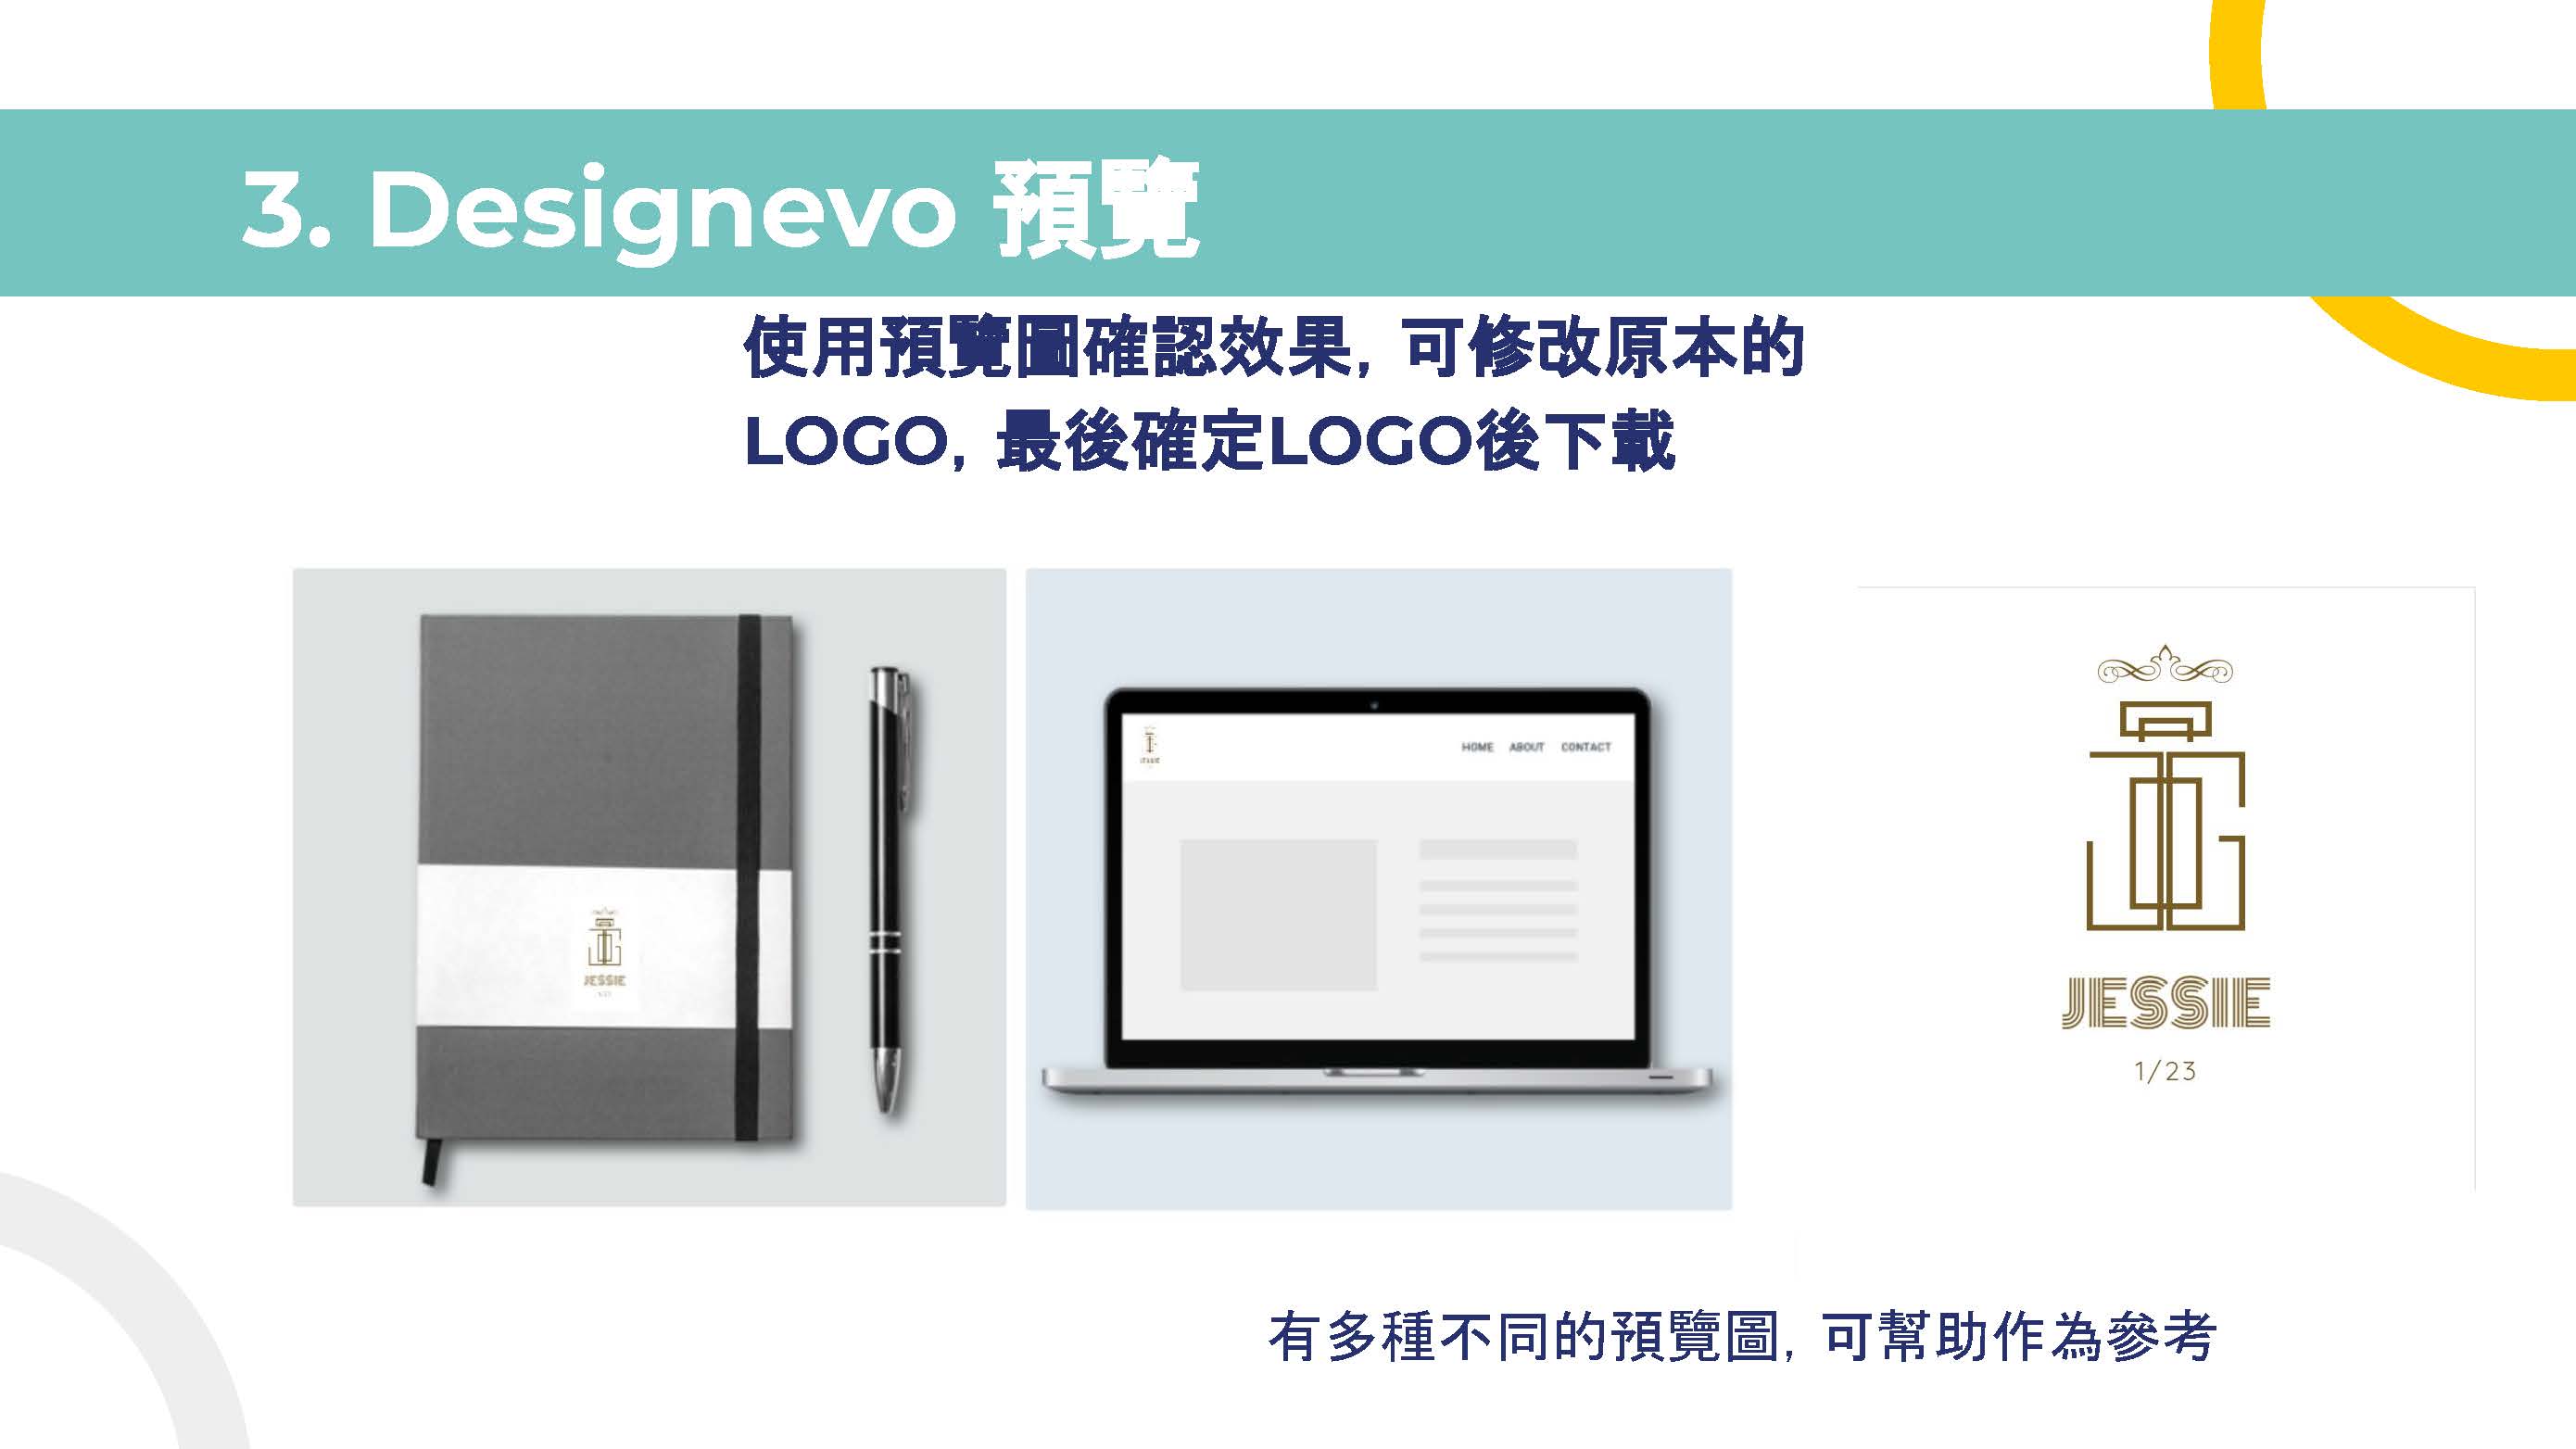 3. Designevo 預覽
使用預覽圖確認效果，可修改原本的
LOGO，最後確定LOGO後下載
JESSIE
HOME ABOUT CONTACT
JESSIE
JESSIE
1/23
有多種不同的預覽圖，可幫助作為參考